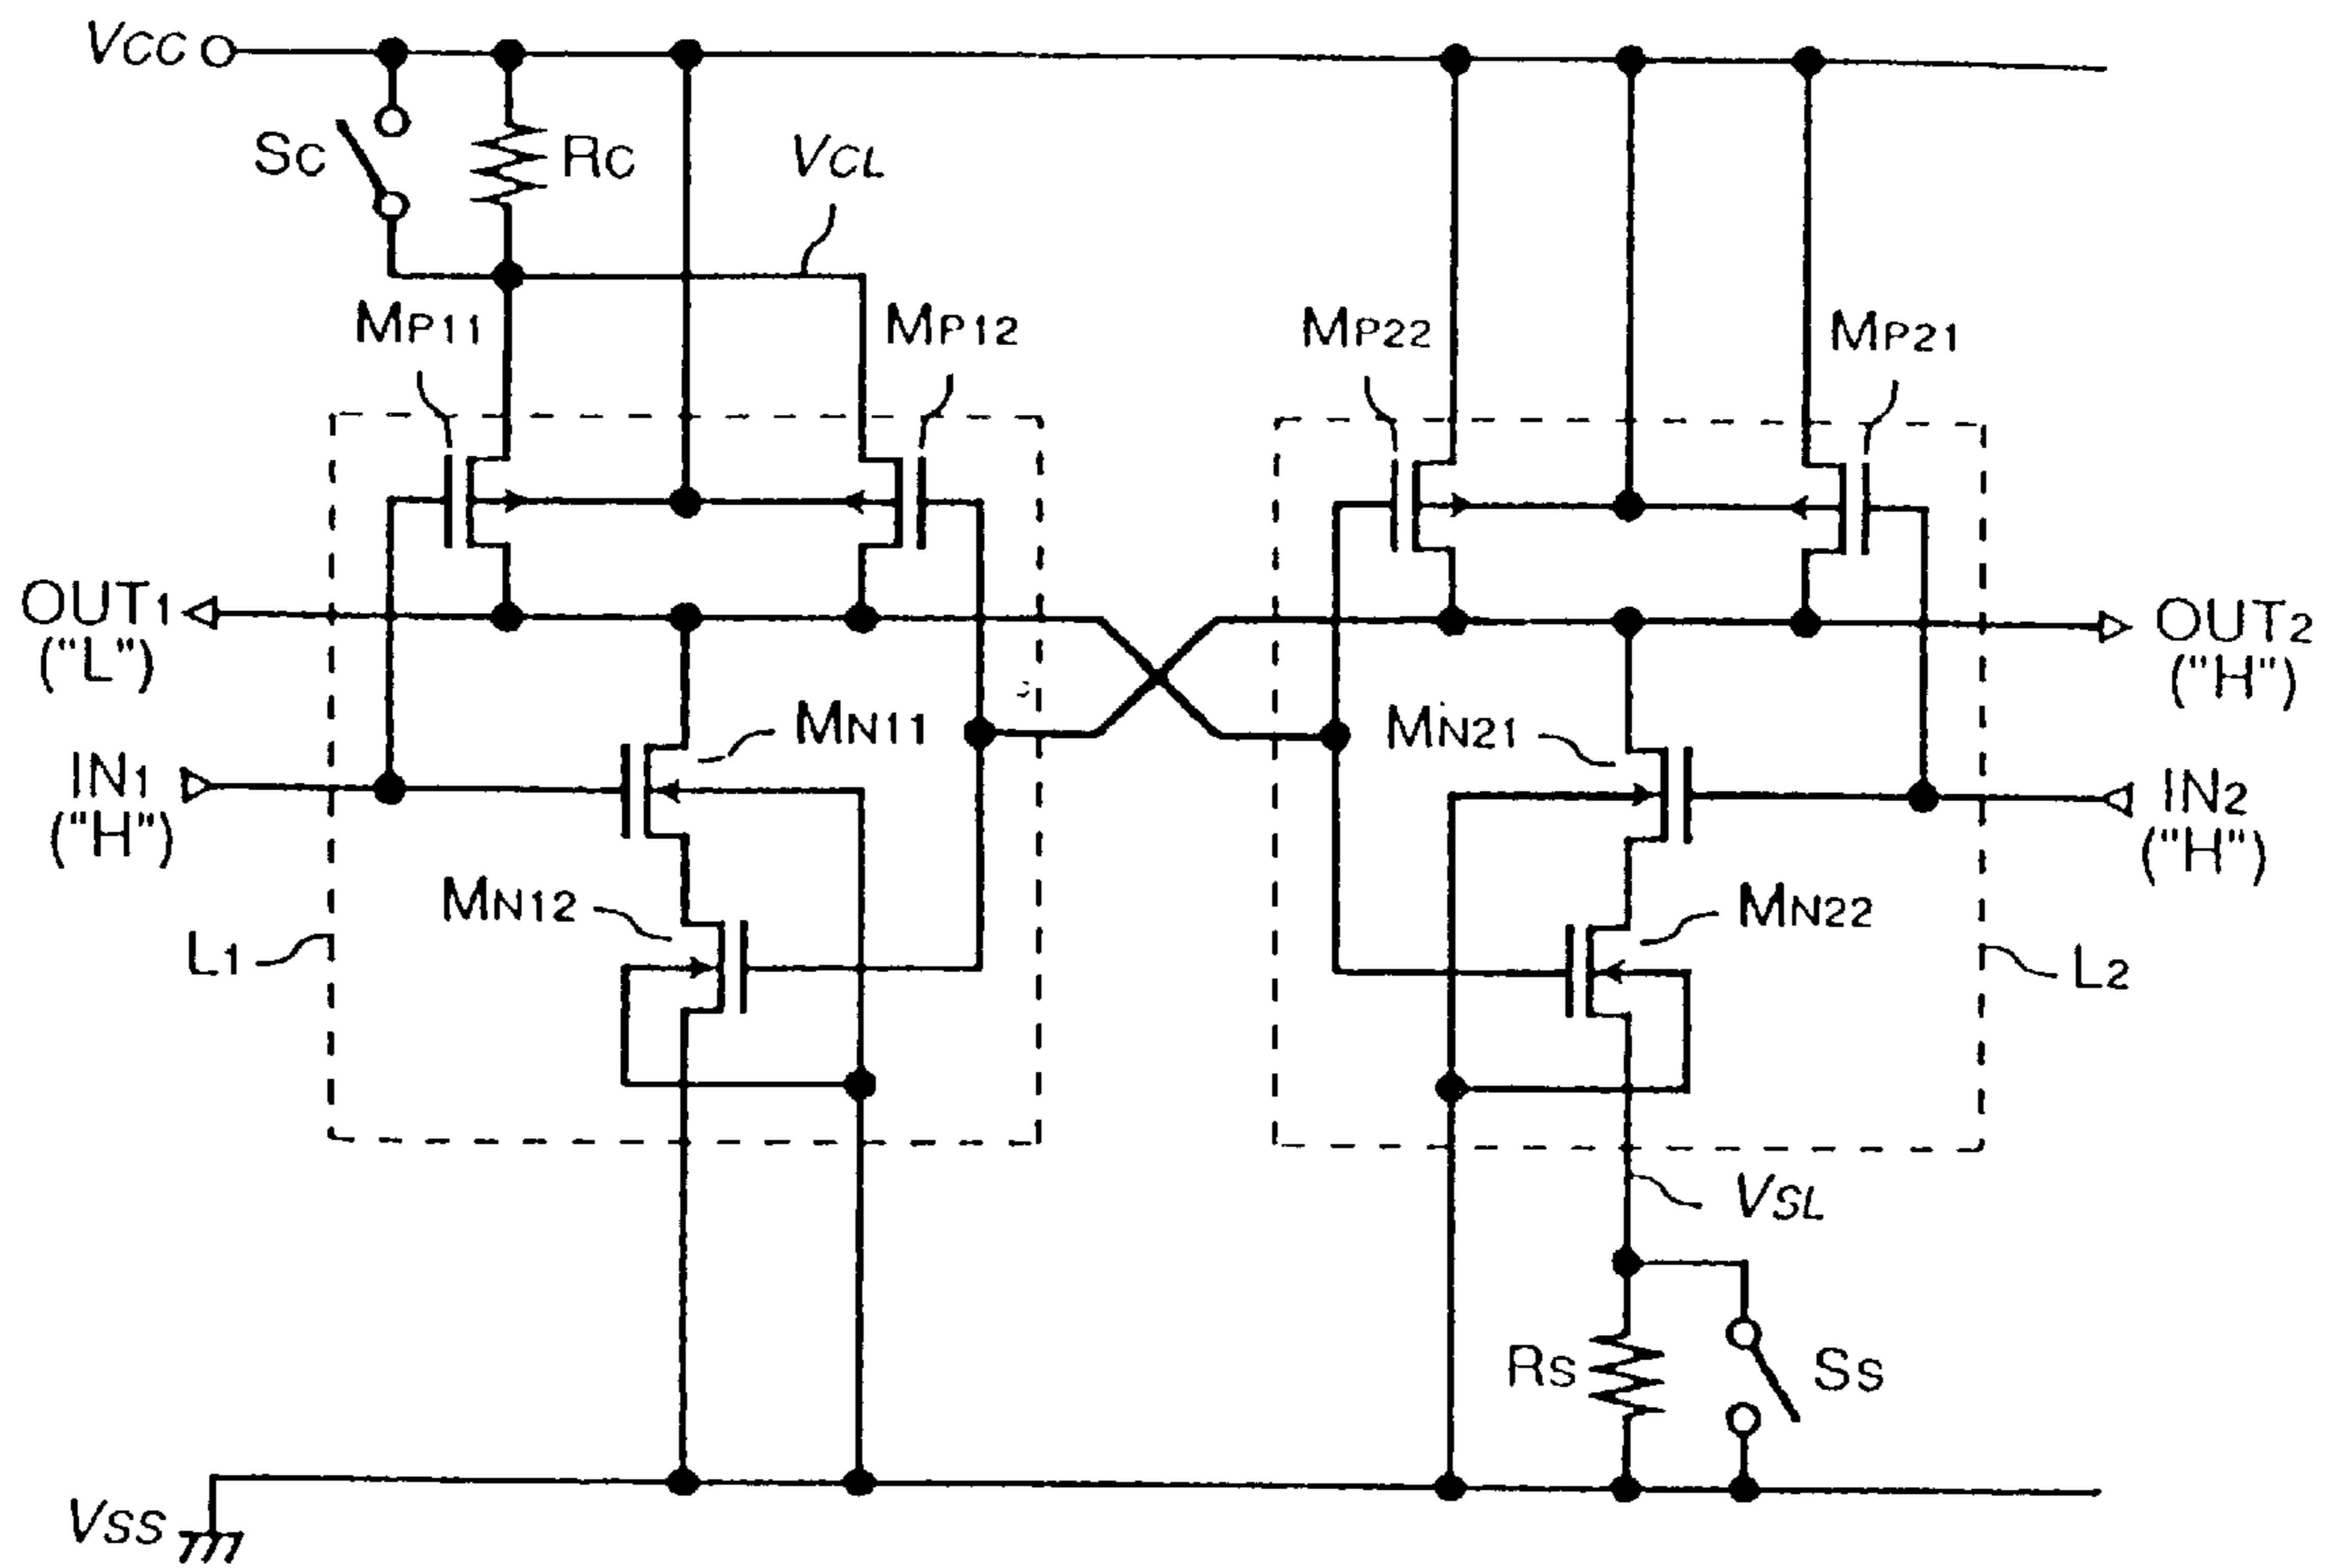 VCC
SC
RC
VCL
MP11
MP12
MP22
MP21
OUT1
("L")
OUT2
("H")
MN11
MN21
IN1
("H")
IN2
("H")
MN12
MN22
L1
L2
VSL
RS
SS
VSS